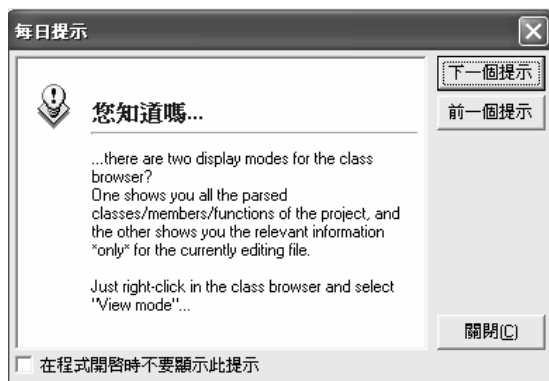 每日提示
下一個提示
前一個提示
您知道嗎...
...there are two display modes for the class
browser?
One shows you all the parsed
classes/members/functions of the project, and
the other shows you the relevant information
*only* for the currently editing file.
Just right-click in the class browser and select
"View mode"...
關閉(C)
在程式開啓時不要顯示此提示